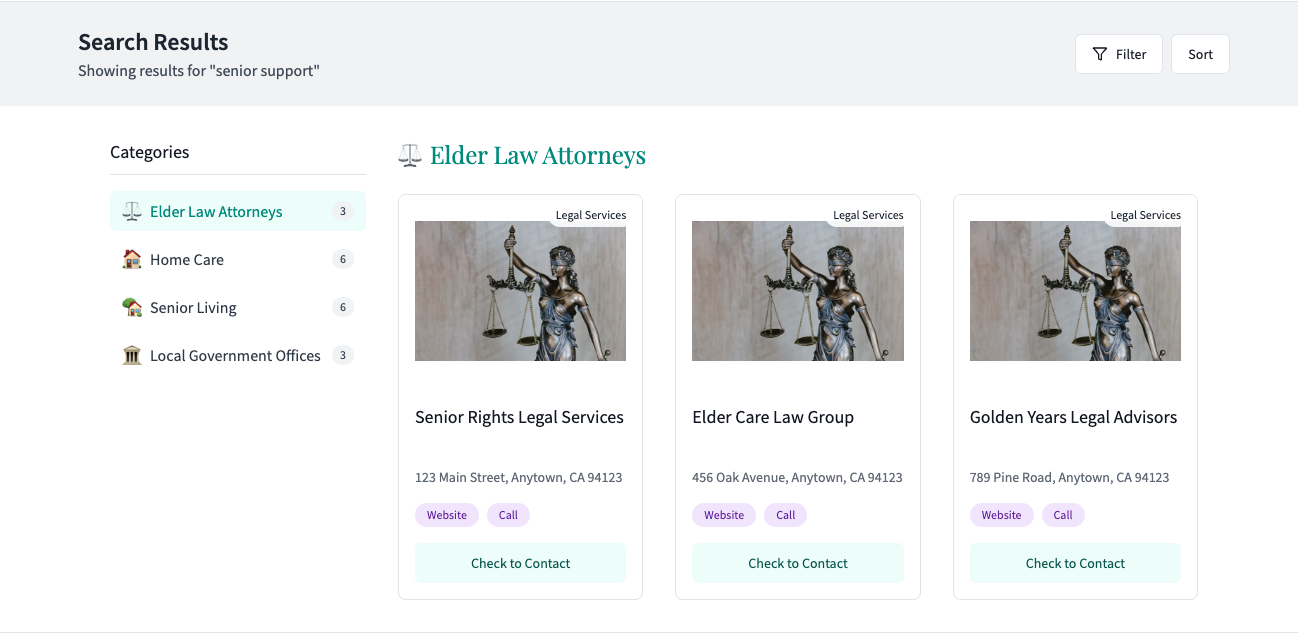 Search Results
Showing results for "senior support"
Filter
Sort
Categories
Elder Law Attorneys 3
Home Care 6
Senior Living 6
Local Government Offices 3
Elder Law Attorneys
Legal Services
Senior Rights Legal Services
123 Main Street, Anytown, CA 94123
Website
Call
Check to Contact
Legal Services
Elder Care Law Group
456 Oak Avenue, Anytown, CA 94123
Website
Call
Check to Contact
Legal Services
Golden Years Legal Advisors
789 Pine Road, Anytown, CA 94123
Website
Call
Check to Contact